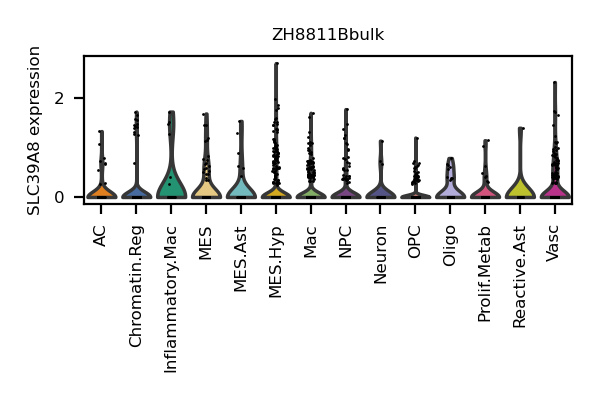 ZH8811Bbulk
SLC39A8 expression
2
0
AC
Chromatin.Reg
Inflammatory.Mac
MES
MES.Ast
MES.Hyp
Mac
NPC
Neuron
OPC
Oligo
Prolif.Metab
Reactive.Ast
Vasc